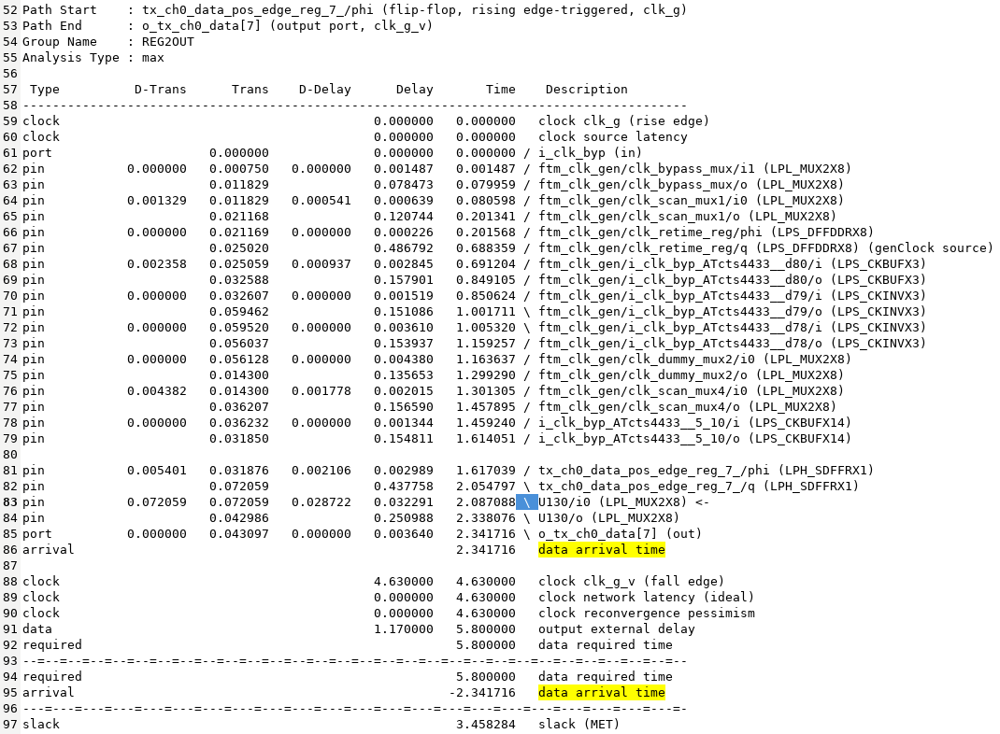 52 Path Start    : tx_ch0_data_pos_edge_reg_7_/phi (flip-flop, rising edge-triggered, clk_g)
53 Path End      : o_tx_ch0_data[7] (output port, clk_g_v)
54 Group Name    : REG2OUT
55 Analysis Type : max
56
57  Type          D-Trans      Trans    D-Delay      Delay       Time    Description
58 -----------------------------------------------------------------------------------------
59 clock                                          0.000000   0.000000   clock clk_g (rise edge)
60 clock                                          0.000000   0.000000   clock source latency
61 port                     0.000000              0.000000   0.000000 / i_clk_byp (in)
62 pin           0.000000   0.000750   0.000000   0.001487   0.001487 / ftm_clk_gen/clk_bypass_mux/i1 (LPL_MUX2X8)
63 pin                      0.011829              0.078473   0.079959 / ftm_clk_gen/clk_bypass_mux/o (LPL_MUX2X8)
64 pin           0.001329   0.011829   0.000541   0.000639   0.080598 / ftm_clk_gen/clk_scan_mux1/i0 (LPL_MUX2X8)
65 pin                      0.021168              0.120744   0.201341 / ftm_clk_gen/clk_scan_mux1/o (LPL_MUX2X8)
66 pin           0.000000   0.021169   0.000000   0.000226   0.201568 / ftm_clk_gen/clk_retime_reg/phi (LPS_DFFDDRX8)
67 pin                      0.025020              0.486792   0.688359 / ftm_clk_gen/clk_retime_reg/q (LPS_DFFDDRX8) (genClock source)
68 pin           0.002358   0.025059   0.000937   0.002845   0.691204 / ftm_clk_gen/i_clk_byp_ATcts4433__d80/i (LPS_CKBUFX3)
69 pin                      0.032588              0.157901   0.849105 / ftm_clk_gen/i_clk_byp_ATcts4433__d80/o (LPS_CKBUFX3)
70 pin           0.000000   0.032607   0.000000   0.001519   0.850624 / ftm_clk_gen/i_clk_byp_ATcts4433__d79/i (LPS_CKINVX3)
71 pin                      0.059462              0.151086   1.001711 \ ftm_clk_gen/i_clk_byp_ATcts4433__d79/o (LPS_CKINVX3)
72 pin           0.000000   0.059520   0.000000   0.003610   1.005320 \ ftm_clk_gen/i_clk_byp_ATcts4433__d78/i (LPS_CKINVX3)
73 pin                      0.056037              0.153937   1.159257 / ftm_clk_gen/i_clk_byp_ATcts4433__d78/o (LPS_CKINVX3)
74 pin           0.000000   0.056128   0.000000   0.004380   1.163637 / ftm_clk_gen/clk_dummy_mux2/i0 (LPL_MUX2X8)
75 pin                      0.014300              0.135653   1.299290 / ftm_clk_gen/clk_dummy_mux2/o (LPL_MUX2X8)
76 pin           0.004382   0.014300   0.001778   0.002015   1.301305 / ftm_clk_gen/clk_scan_mux4/i0 (LPL_MUX2X8)
77 pin                      0.036207              0.156590   1.457895 / ftm_clk_gen/clk_scan_mux4/o (LPL_MUX2X8)
78 pin           0.000000   0.036232   0.000000   0.001344   1.459240 / i_clk_byp_ATcts4433__5_10/i (LPS_CKBUFX14)
79 pin                      0.031850              0.154811   1.614051 / i_clk_byp_ATcts4433__5_10/o (LPS_CKBUFX14)
80
81 pin           0.005401   0.031876   0.002106   0.002989   1.617039 / tx_ch0_data_pos_edge_reg_7_/phi (LPH_SDFFRX1)
82 pin                      0.072059              0.437758   2.054797 \ tx_ch0_data_pos_edge_reg_7_/q (LPH_SDFFRX1)
83 pin           0.072059   0.072059   0.028722   0.032291   2.087088 \ U130/i0 (LPL_MUX2X8) <-
84 pin                      0.042986              0.250988   2.338076 \ U130/o (LPL_MUX2X8)
85 port          0.000000   0.043097   0.000000   0.003640   2.341716 \ o_tx_ch0_data[7] (out)
86 arrival                                                   2.341716   data arrival time
87
88 clock                                          4.630000   4.630000   clock clk_g_v (fall edge)
89 clock                                          0.000000   4.630000   clock network latency (ideal)
90 clock                                          0.000000   4.630000   clock reconvergence pessimism
91 data                                           1.170000   5.800000   output external delay
92 required                                                  5.800000   data required time
93 --=--=--=--=--=--=--=--=--=--=--=--=--=--=--=--=--=--=--=--=--=--=--=--=--=--=--=--=--=--
94 required                                                  5.800000   data required time
95 arrival                                                  -2.341716   data arrival time
96 ---=---=---=---=---=---=---=---=---=---=---=---=---=---=---=---=---=---=---=---=---=---=-
97 slack                                                     3.458284   slack (MET)